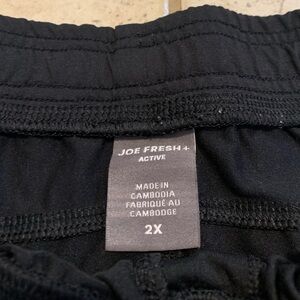 JOE FRESH+
ACTIVE
MADE IN
CAMBODIA
FABRIQUÉ AU
CAMBODGE
2X